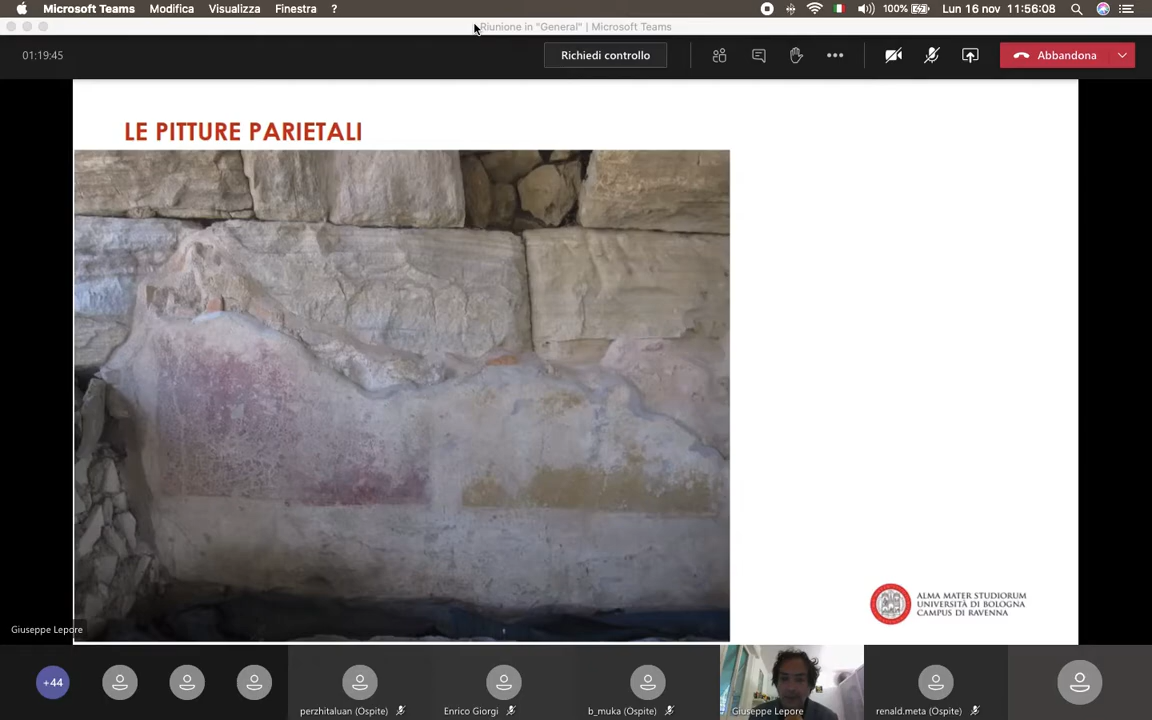 Microsoft Teams Modifica Visualizza Finestra ? 100% Lun 16 nov 11:56:08
Riunione in "General" | Microsoft Teams
01:19:45 Richiedi controllo Abbandona
LE PITTURE PARIETALI
ALMA MATER STUDIORUM
UNIVERSITÀ DI BOLOGNA
CAMPUS DI RAVENNA
Giuseppe Lepore
+44
perzhitaluan (Ospite) Enrico Giorgi b_muka (Ospite) Giuseppe Lepore renald.meta (Ospite)